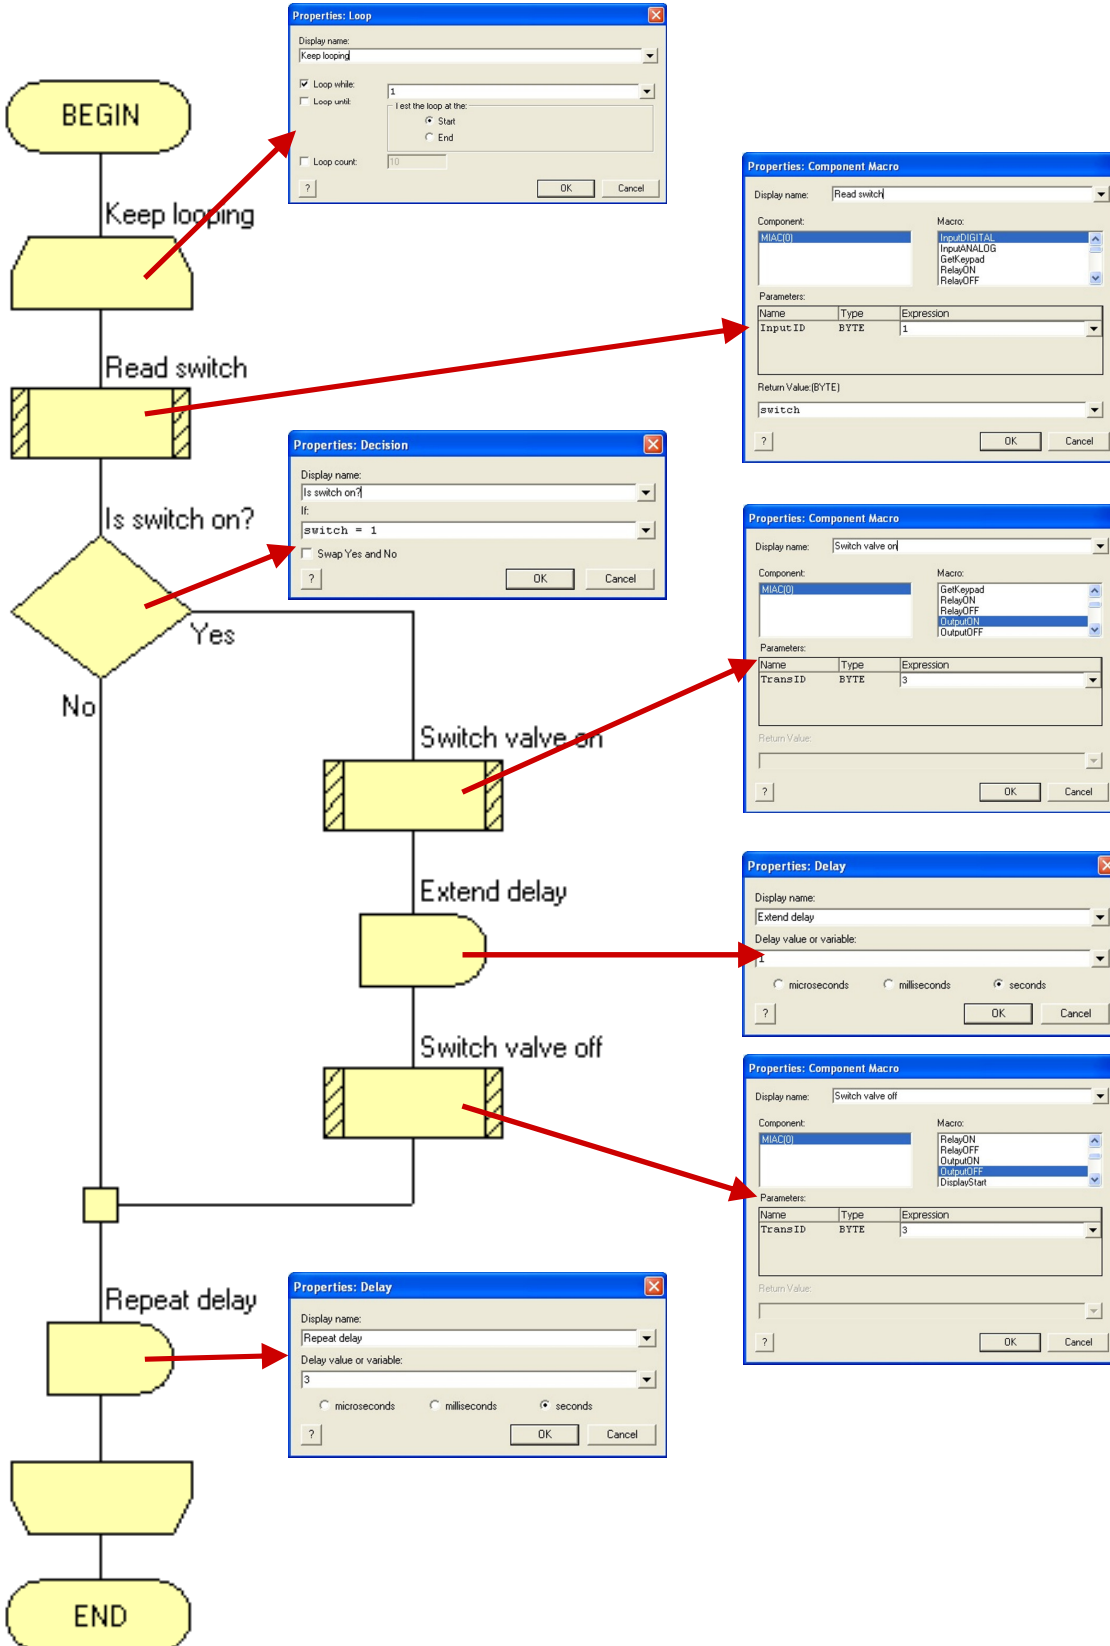 Properties: Loop
Display name:
Keep looping
Loop while:
1
Loop until:
Test the loop at the:
Start
End
Loop count:
10
?
OK
Cancel
BEGIN
Keep looping
Properties: Component Macro
Display name:
Read switch
Component:
Macro:
MIAC(0)
InputDIGITAL
InputANALOG
GetKeypad
RelayON
RelayOFF
Parameters:
Name
Type
Expression
InputID
BYTE
1
Return Value:(BYTE)
switch
?
OK
Cancel
Read switch
Properties: Decision
Display name:
Is switch on?
If:
switch = 1
Swap Yes and No
?
OK
Cancel
Is switch on?
Yes
No
Properties: Component Macro
Display name:
Switch valve on
Component:
Macro:
MIAC(0)
GetKeypad
RelayON
RelayOFF
OutputON
OutputOFF
Parameters:
Name
Type
Expression
TransID
BYTE
3
Return Value:
?
OK
Cancel
Switch valve on
Properties: Delay
Display name:
Extend delay
Delay value or variable:
1
microseconds
milliseconds
seconds
?
OK
Cancel
Extend delay
Switch valve off
Properties: Component Macro
Display name:
Switch valve off
Component:
Macro:
MIAC(0)
RelayON
RelayOFF
OutputON
OutputOFF
DisplayStart
Parameters:
Name
Type
Expression
TransID
BYTE
3
Return Value:
?
OK
Cancel
Repeat delay
Properties: Delay
Display name:
Repeat delay
Delay value or variable:
3
microseconds
milliseconds
seconds
?
OK
Cancel
END